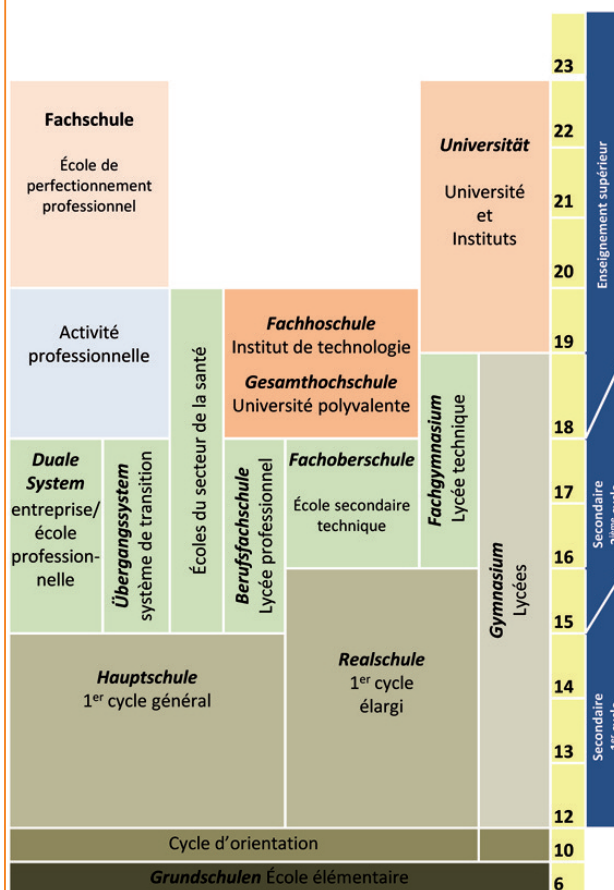 23
22
21
20
19
18
17
16
15
14
13
12
10
6
Enseignement supérieur
Secondaire
2ième cycle
Secondaire
1er cycle
Fachschule
École de
perfectionnement
professionnel
Universität
Université
et
Instituts
Activité
professionnelle
Écoles du secteur de la santé
Fachhoschule
Institut de technologie
Gesamthochschule
Université polyvalente
Duale
System
entreprise/
école
profession-
nelle
Übergangssystem
système de transition
Berufsfachschule
Lycée professionnel
Fachoberschule
École secondaire
technique
Fachgymnasium
Lycée technique
Gymnasium
Lycées
Hauptschule
1er cycle général
Realschule
1er cycle
élargi
Cycle d'orientation
Grundschulen École élémentaire